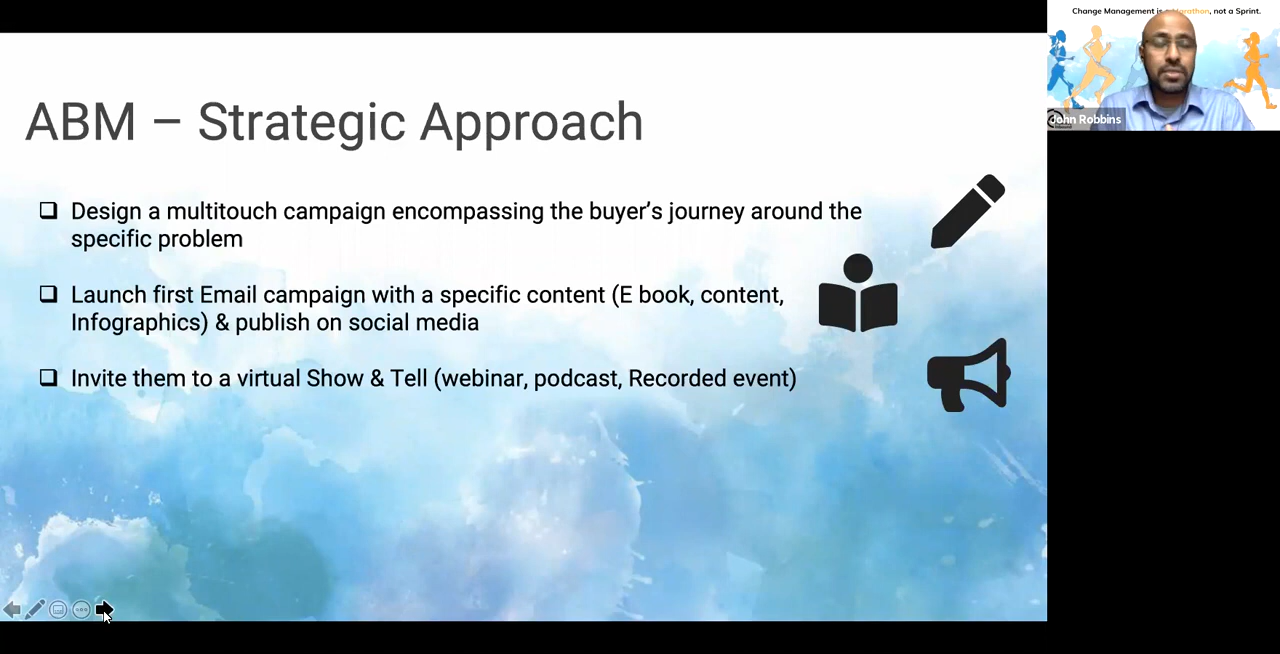 ABM – Strategic Approach
Design a multitouch campaign encompassing the buyer’s journey around the
specific problem
Launch first Email campaign with a specific content (E book, content,
Infographics) & publish on social media
Invite them to a virtual Show & Tell (webinar, podcast, Recorded event)
Change Management is , not a Sprint.
John Robbins